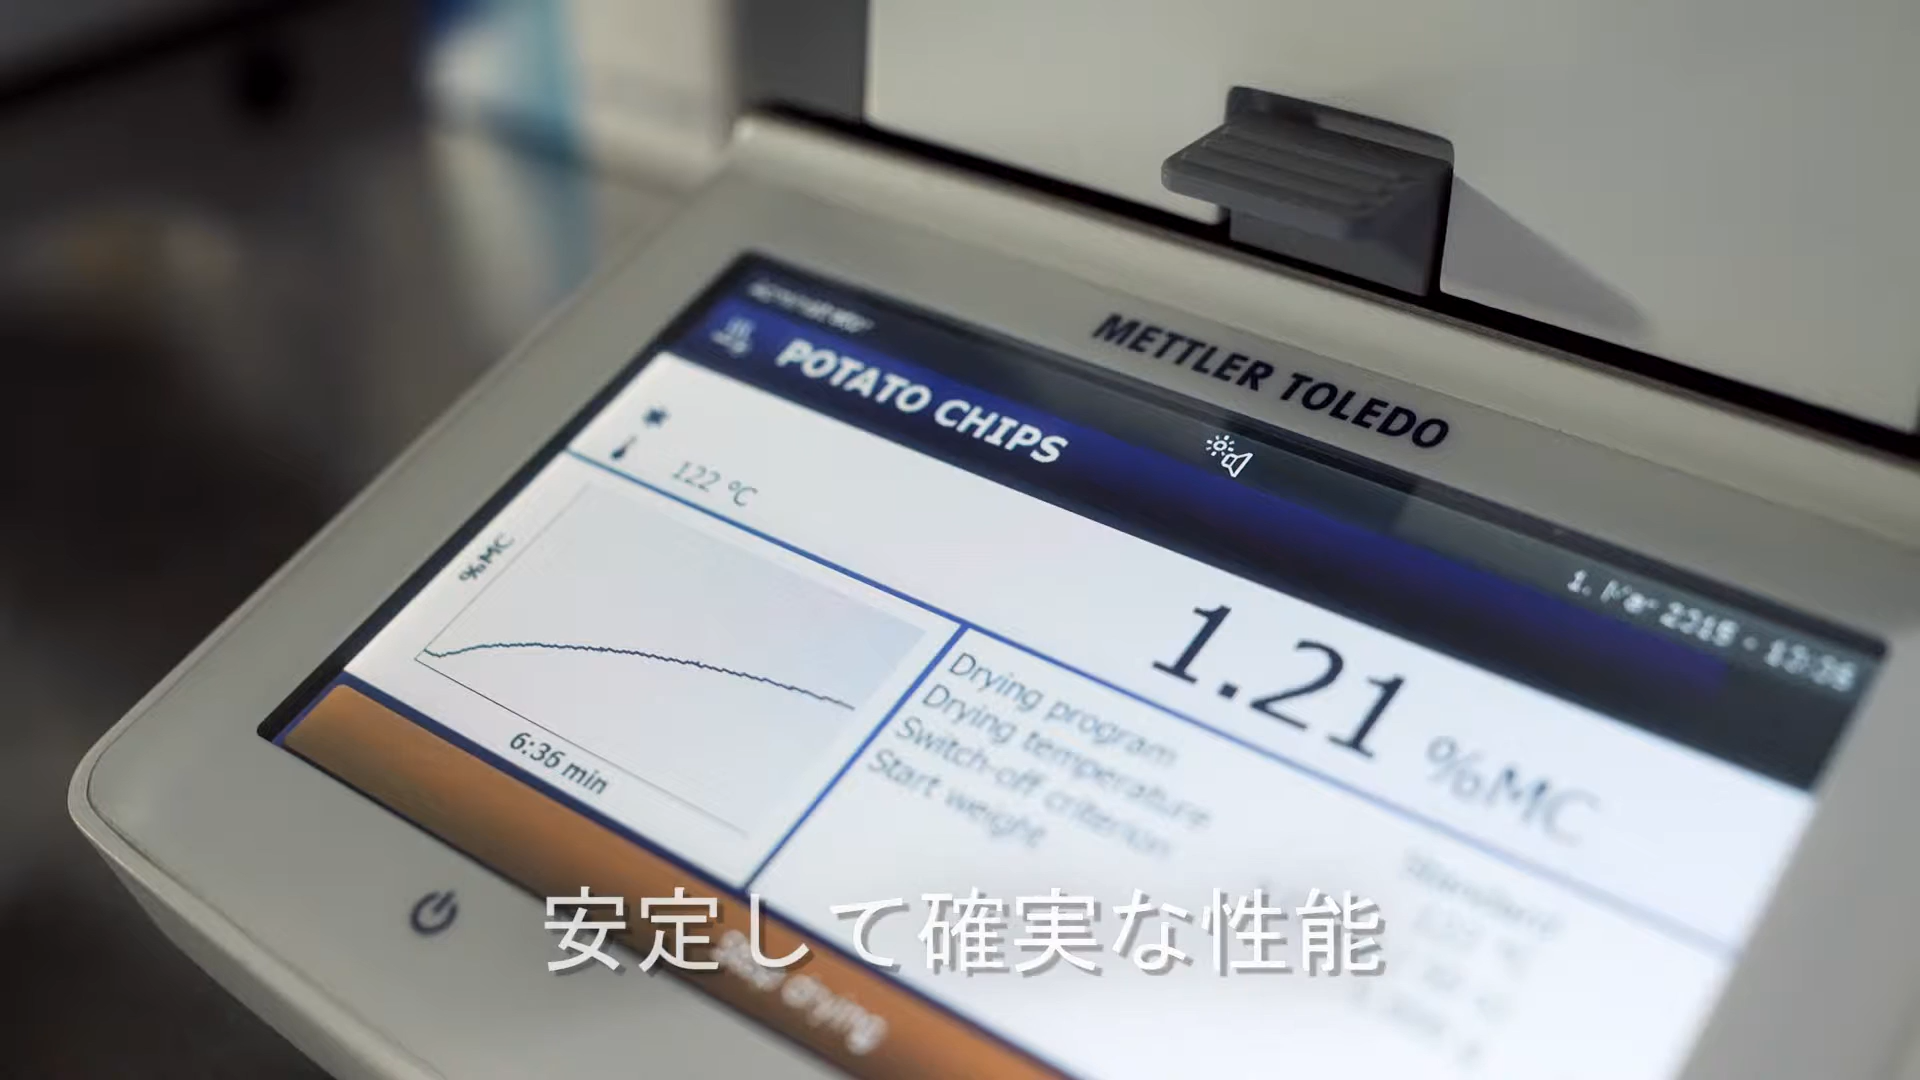 METTLER TOLEDO
POTATO CHIPS
122 °C
%MC
1.21 %MC
6:36 min
Drying program
Drying temperature
Switch-off criterion
Start weight
Standard
安定して確実な性能